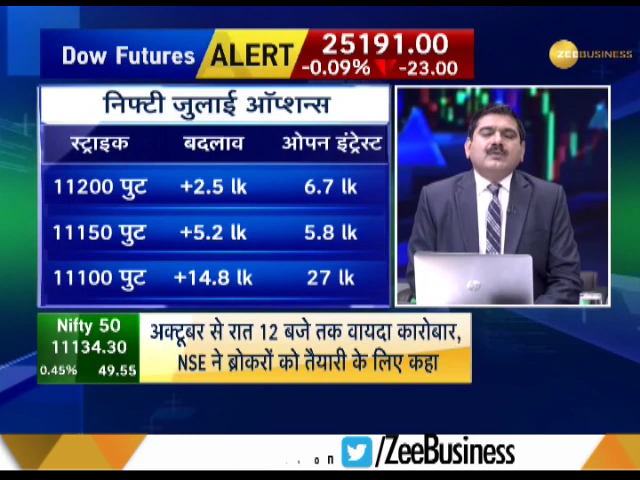 Dow Futures
ALERT
25191.00
-0.09% -23.00
ZEEBUSINESS
निफ्टी जुलाई ऑप्शन्स
स्ट्राइक बदलाव ओपन इंट्रेस्ट
11200 पुट +2.5 lk 6.7 lk
11150 पुट +5.2 lk 5.8 lk
11100 पुट +14.8 lk 27 lk
hp
Nifty 50
11134.30
0.45% 49.55
अक्टूबर से रात 12 बजे तक वायदा कारोबार,
NSE ने ब्रोकरों को तैयारी के लिए कहा
on /ZeeBusiness